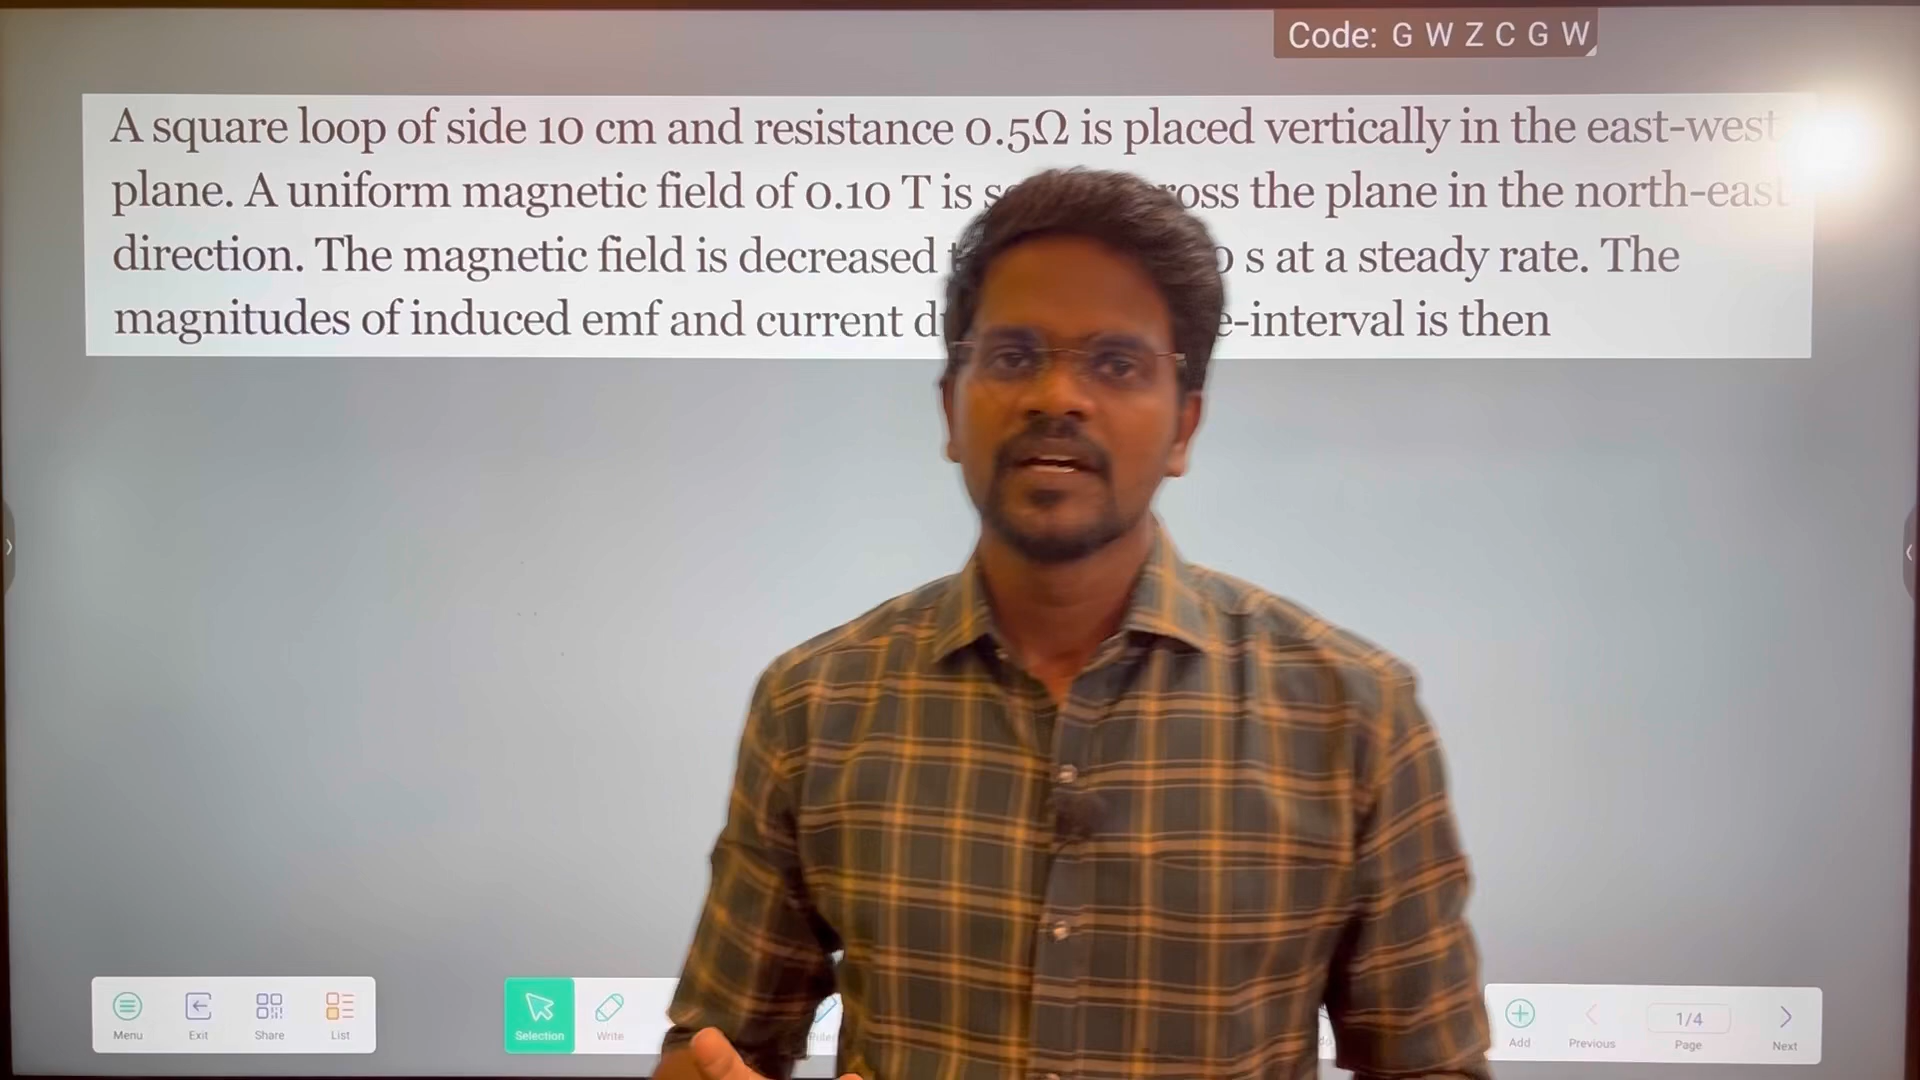 Code: G W Z C G W
A square loop of side 10 cm and resistance 0.5Ω is placed vertically in the east-west
plane. A uniform magnetic field of 0.10 T is the plane in the north-east
direction. The magnetic field is decreased s at a steady rate. The
magnitudes of induced emf and current is then
Menu Exit Share List Selection Write Ruler Add Previous 1/4 Page Next